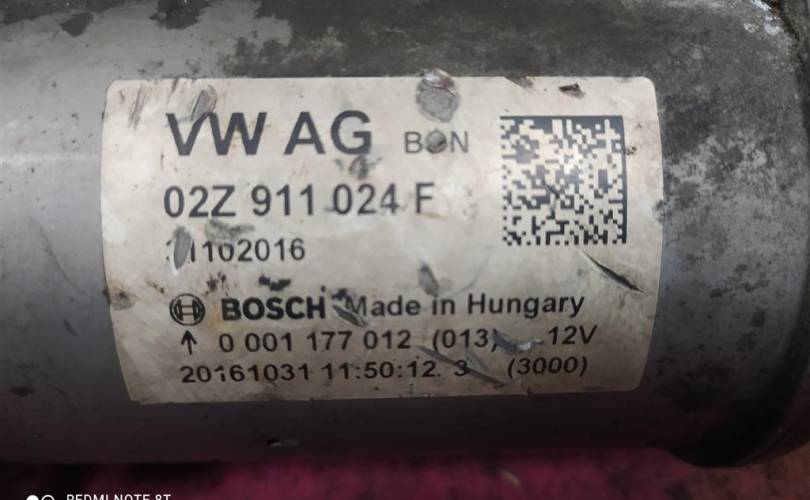 VW AG BON
02Z 911 024 F
31102016
BOSCH Made in Hungary
↑ 0 001 177 012 (013) 12V
20161031 11:50:12. 3 (3000)
REDMI NOTE 8T